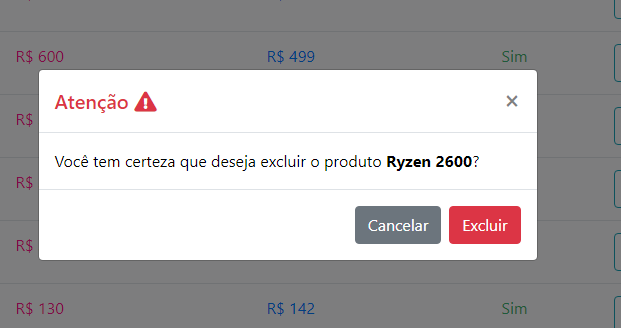 R$ 600 R$ 499 Sim
Atenção ×
R$
Você tem certeza que deseja excluir o produto Ryzen 2600?
R$
Cancelar Excluir
R$
R$ 130 R$ 142 Sim